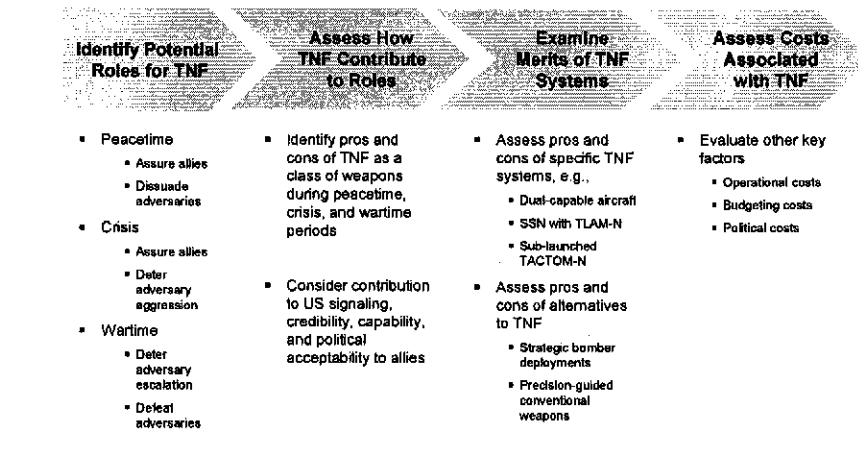 Identify Potential
Roles for TNF
Assess How
TNF Contribute
to Roles
Examine
Merits of TNF
Systems
Assess Costs
Associated
with TNF
▪ Peacetime
▪ Assure allies
▪ Dissuade
adversaries
▪ Crisis
▪ Assure allies
▪ Deter
adversary
aggression
▪ Wartime
▪ Deter
adversary
escalation
▪ Defeat
adversaries
▪ Identify pros and
cons of TNF as a
class of weapons
during peacetime,
crisis, and wartime
periods
▪ Consider contribution
to US signaling,
credibility, capability,
and political
acceptability to allies
▪ Assess pros and
cons of specific TNF
systems, e.g.,
▪ Dual-capable aircraft
▪ SSN with TLAM-N
▪ Sub-launched
TACTOM-N
▪ Assess pros and
cons of alternatives
to TNF
▪ Strategic bomber
deployments
▪ Precision-guided
conventional
weapons
▪ Evaluate other key
factors
▪ Operational costs
▪ Budgeting costs
▪ Political costs